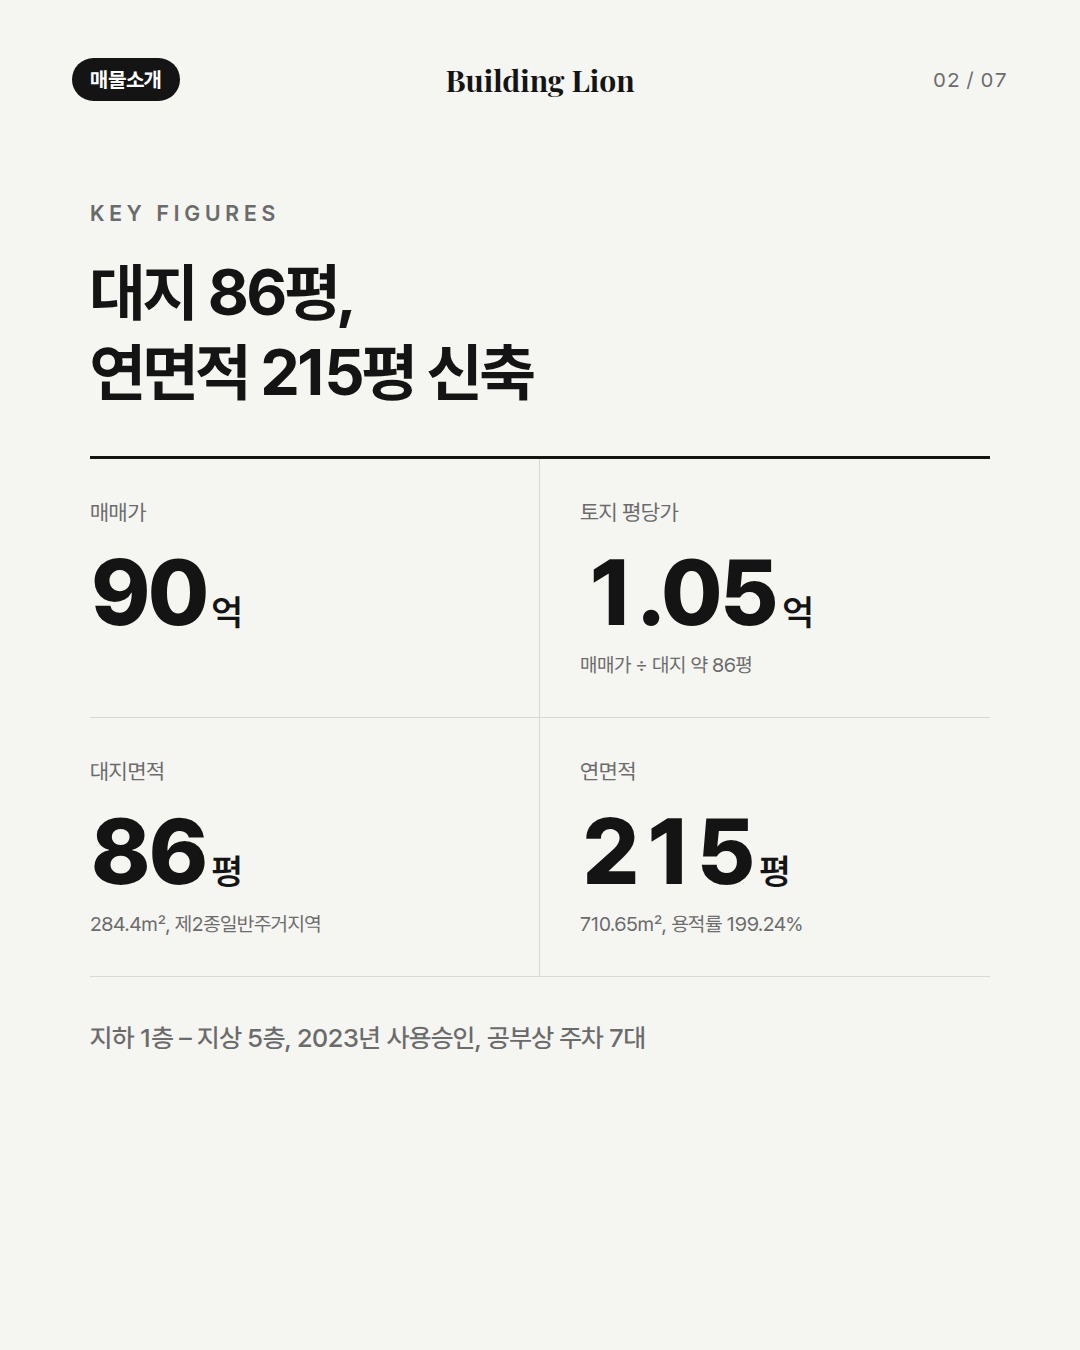 매물소개
Building Lion
02 / 07
KEY FIGURES
대지 86평,
연면적 215평 신축
매매가
90억
토지 평당가
1.05억
매매가 ÷ 대지 약 86평
대지면적
86평
284.4m², 제2종일반주거지역
연면적
215평
710.65m², 용적률 199.24%
지하 1층 – 지상 5층, 2023년 사용승인, 공부상 주차 7대